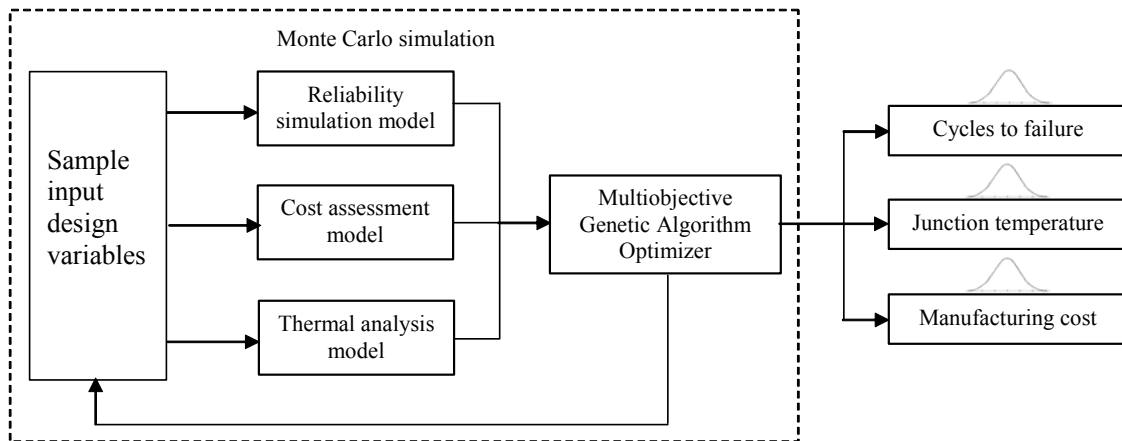 Monte Carlo simulation
Sample
input
design
variables
Reliability
simulation model
Cost assessment
model
Thermal analysis
model
Multiobjective
Genetic Algorithm
Optimizer
Cycles to failure
Junction temperature
Manufacturing cost